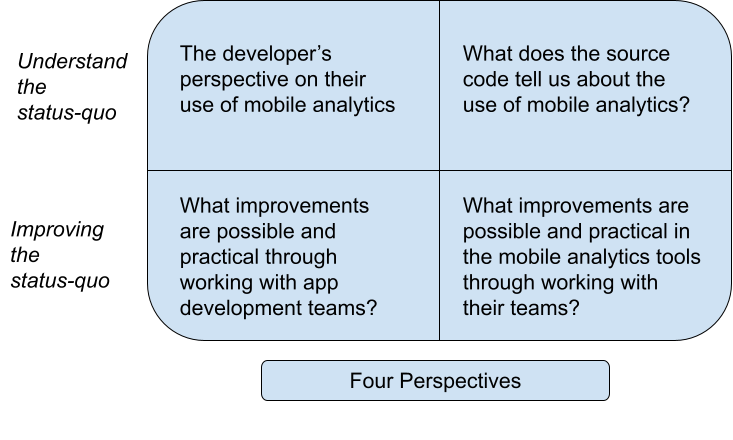 Understand
the
status-quo
The developer’s
perspective on their
use of mobile analytics
What does the source
code tell us about the
use of mobile analytics?
Improving
the
status-quo
What improvements
are possible and
practical through
working with app
development teams?
What improvements are
possible and practical in
the mobile analytics tools
through working with
their teams?
Four Perspectives